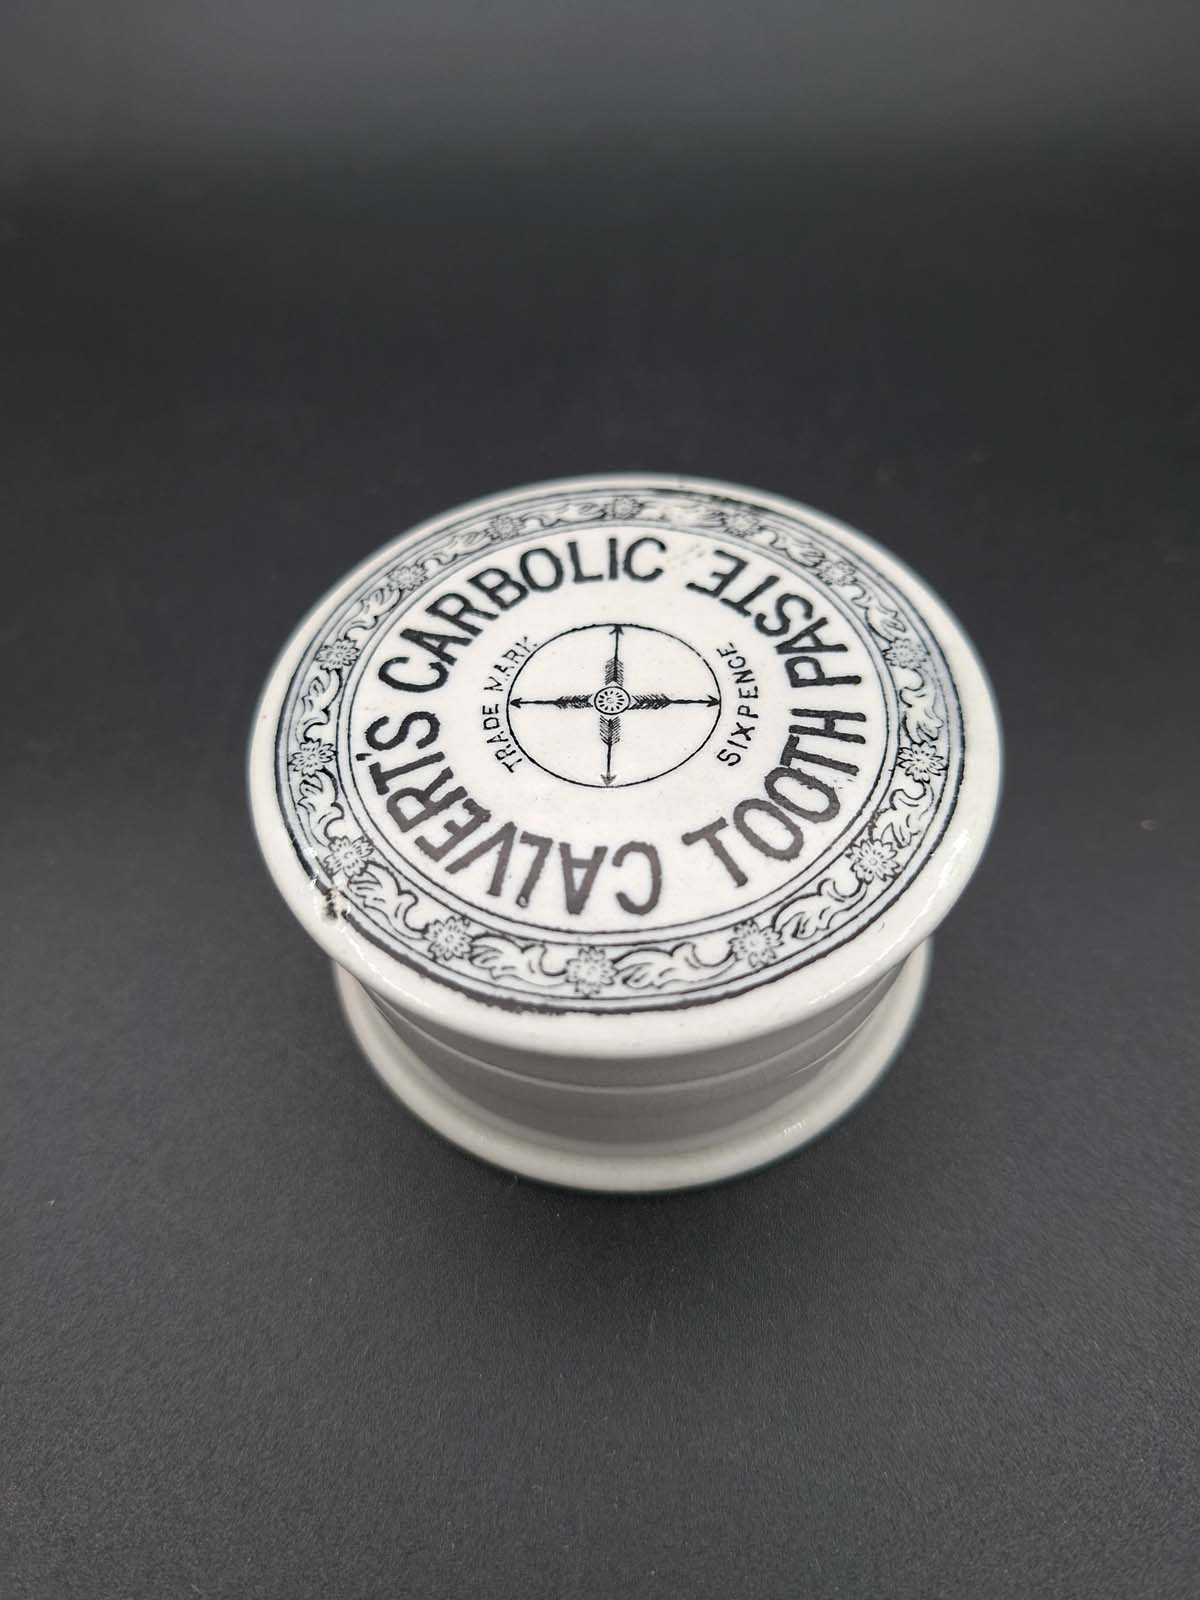 CALVERT'S CARBOLIC
TOOTH PASTE
TRADE MARK
SIXPENCE